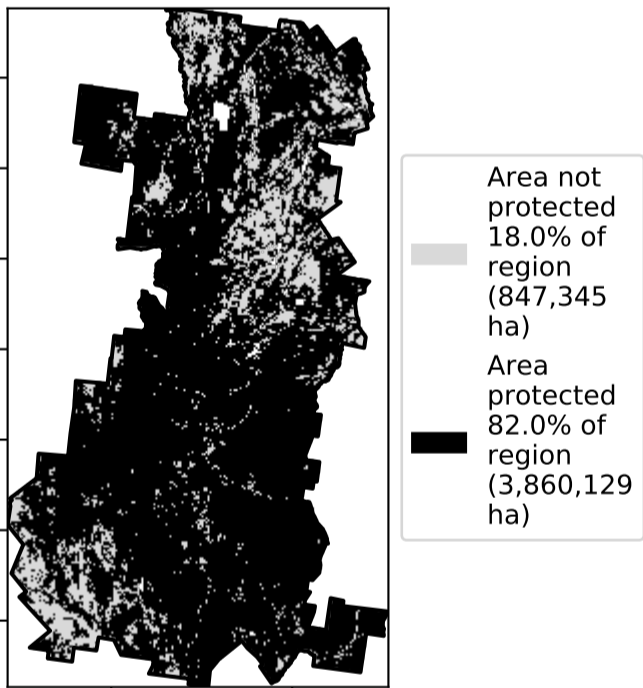 Area not
protected
18.0% of
region
(847,345
ha)
Area
protected
82.0% of
region
(3,860,129
ha)